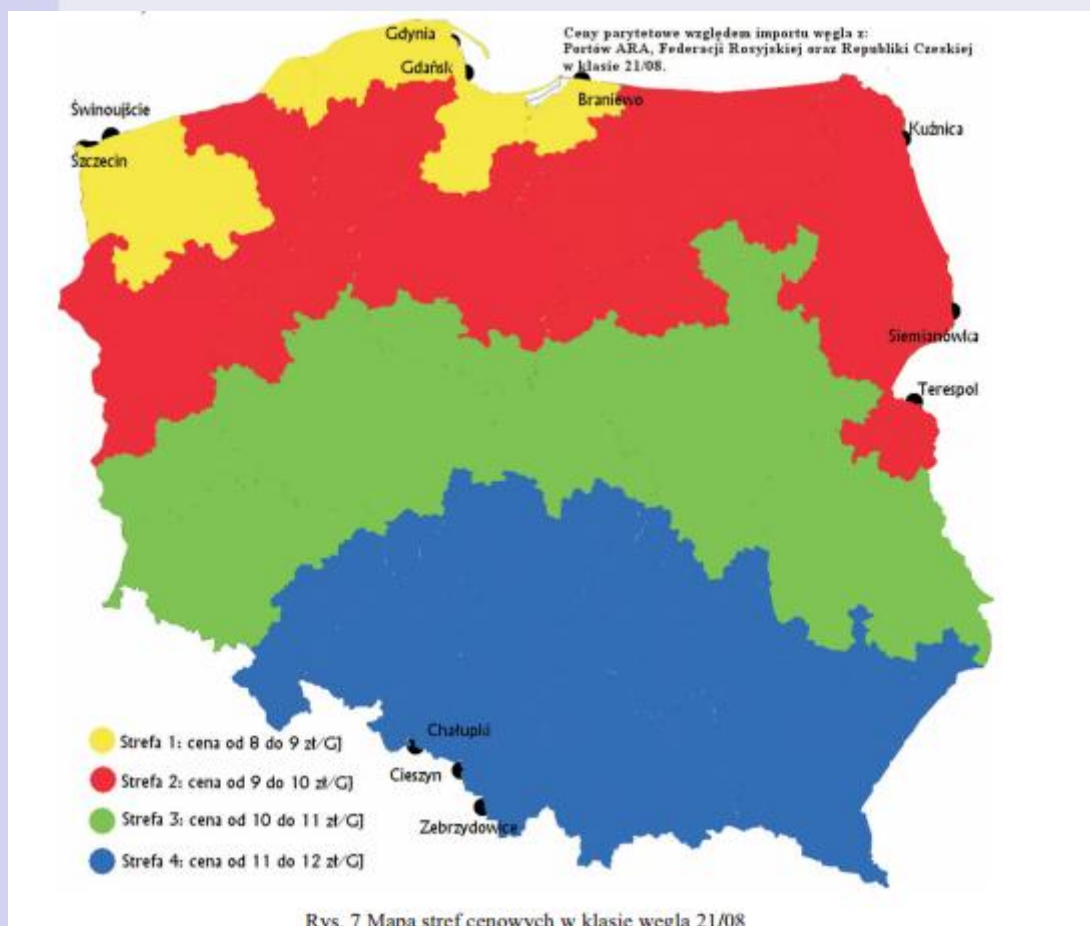 Gdynia
Ceny parytetowe względem importu węgla z:
Portów ARA, Federacji Rosyjskiej oraz Republiki Czeskiej
w klasie 21/08.
Gdańsk
Świnoujście
Braniewo
Kuźnica
Szczecin
Siemianówka
Terespol
Chałupki
Cieszyn
Zebrzydowice
Strefa 1: cena od 8 do 9 zł/GJ
Strefa 2: cena od 9 do 10 zł/GJ
Strefa 3: cena od 10 do 11 zł/GJ
Strefa 4: cena od 11 do 12 zł/GJ
Rys. 7 Mapa stref cenowych w klasie węgla 21/08